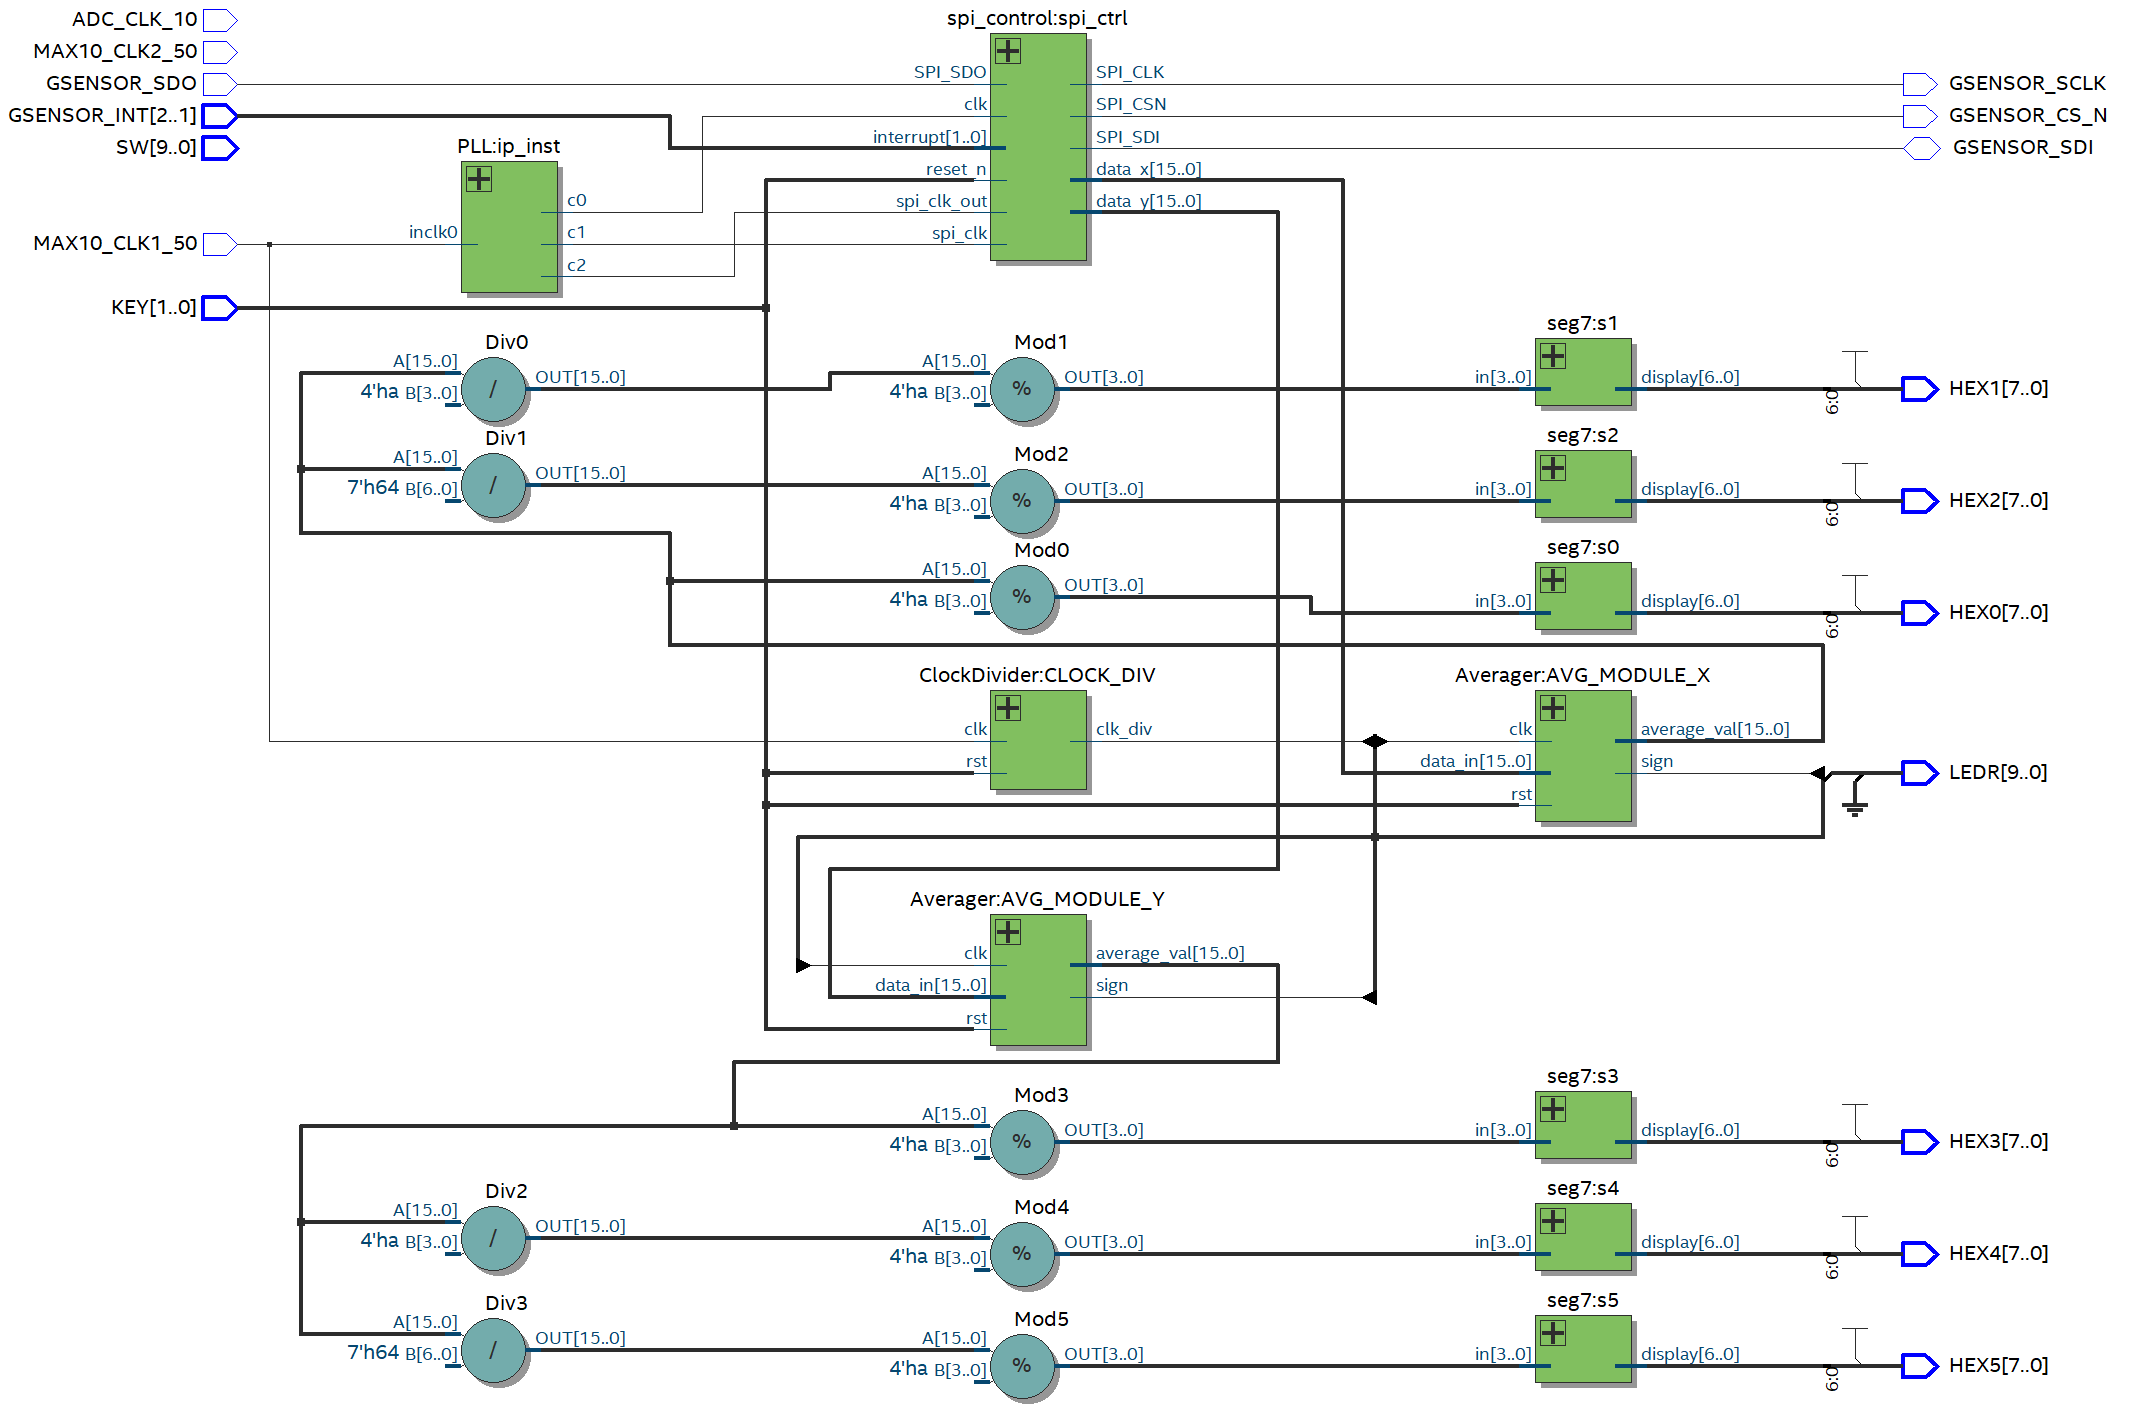 ADC_CLK_10
MAX10_CLK2_50
GSENSOR_SDO
GSENSOR_INT[2..1]
SW[9..0]
MAX10_CLK1_50
KEY[1..0]
PLL:ip_inst
inclk0
c0
c1
c2
spi_control:spi_ctrl
SPI_SDO
clk
interrupt[1..0]
reset_n
spi_clk_out
spi_clk
SPI_CLK
SPI_CSN
SPI_SDI
data_x[15..0]
data_y[15..0]
GSENSOR_SCLK
GSENSOR_CS_N
GSENSOR_SDI
Div0
A[15..0]
4'ha B[3..0]
/
OUT[15..0]
Mod1
A[15..0]
4'ha B[3..0]
%
OUT[3..0]
seg7:s1
in[3..0]
display[6..0]
6:0
HEX1[7..0]
Div1
A[15..0]
7'h64 B[6..0]
/
OUT[15..0]
Mod2
A[15..0]
4'ha B[3..0]
%
OUT[3..0]
seg7:s2
in[3..0]
display[6..0]
6:0
HEX2[7..0]
Mod0
A[15..0]
4'ha B[3..0]
%
OUT[3..0]
seg7:s0
in[3..0]
display[6..0]
6:0
HEX0[7..0]
ClockDivider:CLOCK_DIV
clk
rst
clk_div
Averager:AVG_MODULE_X
clk
data_in[15..0]
rst
average_val[15..0]
sign
LEDR[9..0]
Averager:AVG_MODULE_Y
clk
data_in[15..0]
rst
average_val[15..0]
sign
Mod3
A[15..0]
4'ha B[3..0]
%
OUT[3..0]
seg7:s3
in[3..0]
display[6..0]
6:0
HEX3[7..0]
Div2
A[15..0]
4'ha B[3..0]
/
OUT[15..0]
Mod4
A[15..0]
4'ha B[3..0]
%
OUT[3..0]
seg7:s4
in[3..0]
display[6..0]
6:0
HEX4[7..0]
Div3
A[15..0]
7'h64 B[6..0]
/
OUT[15..0]
Mod5
A[15..0]
4'ha B[3..0]
%
OUT[3..0]
seg7:s5
in[3..0]
display[6..0]
6:0
HEX5[7..0]